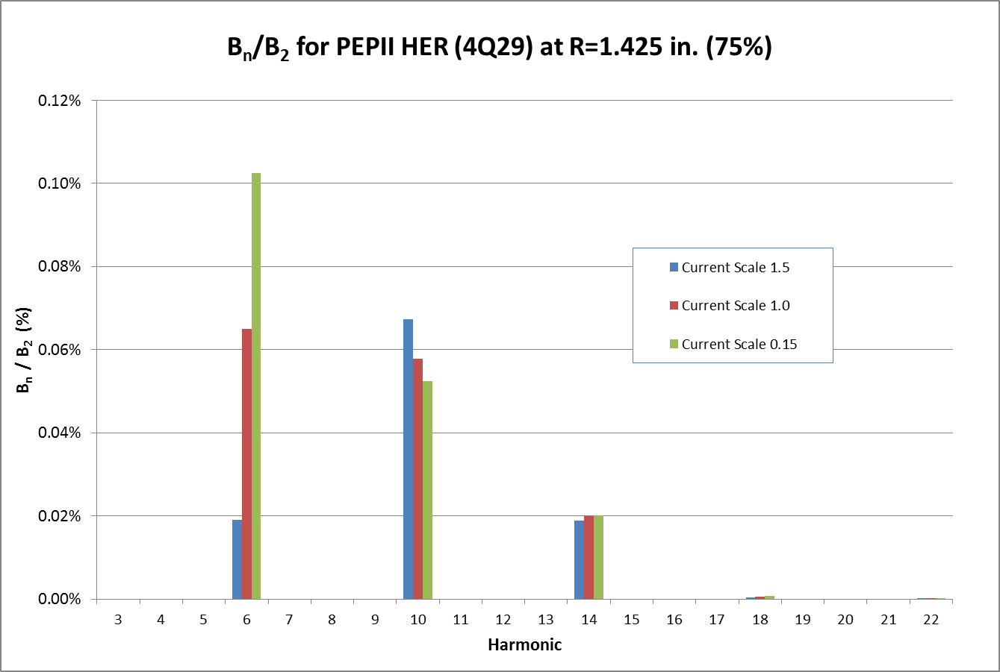 Bn/B2 for PEPII HER (4Q29) at R=1.425 in. (75%)
0.12%
0.10%
0.08%
0.06%
0.04%
0.02%
0.00%
Bn / B2 (%)
Current Scale 1.5
Current Scale 1.0
Current Scale 0.15
3 4 5 6 7 8 9 10 11 12 13 14 15 16 17 18 19 20 21 22
Harmonic